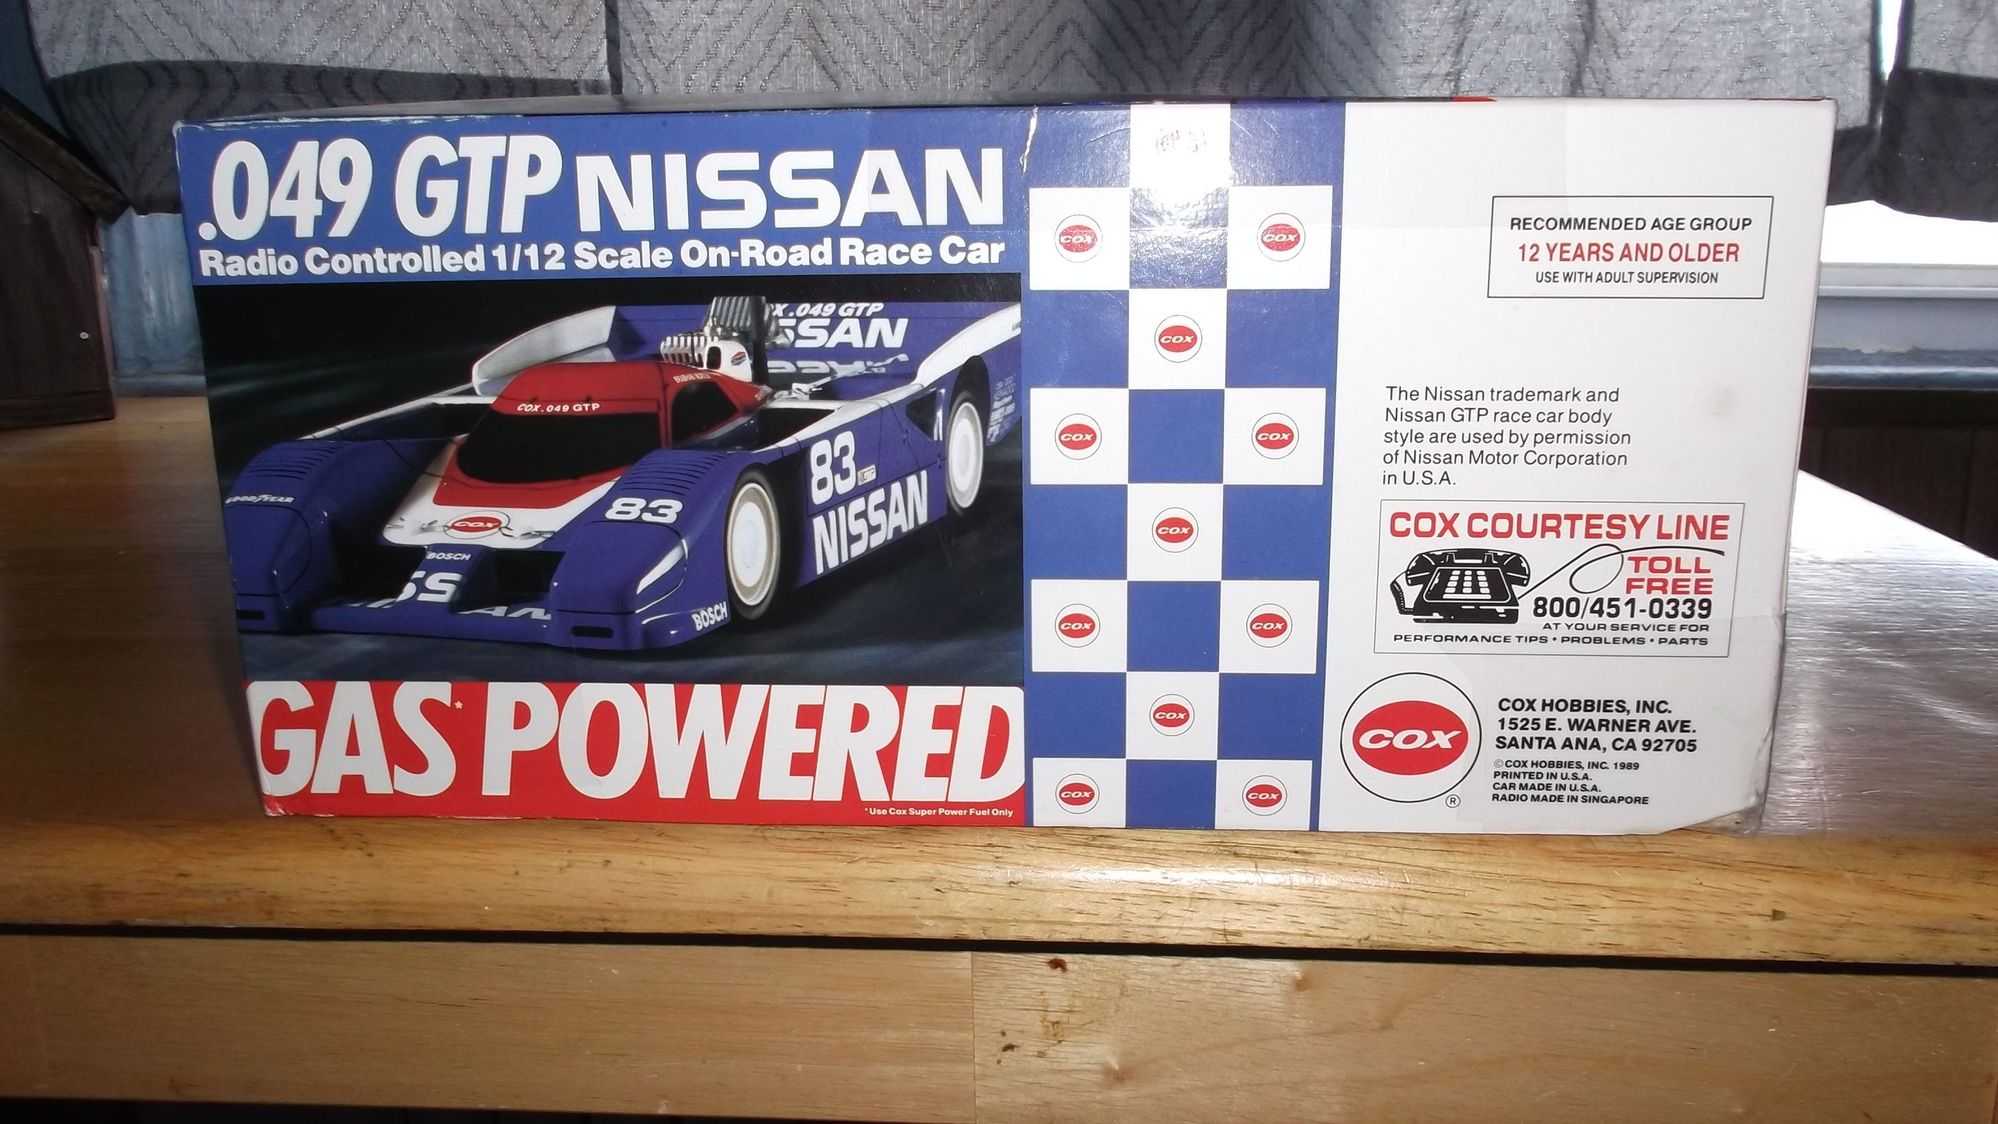 .049 GTP NISSAN
Radio Controlled 1/12 Scale On-Road Race Car
.049 GTP
COX .049 GTP
83
83
NISSAN
GOODYEAR
COX
BOSCH
BOSCH
GAS* POWERED
*Use Cox Super Power Fuel Only
COX
COX
COX
COX
COX
COX
COX
COX
COX
COX
COX
RECOMMENDED AGE GROUP
12 YEARS AND OLDER
USE WITH ADULT SUPERVISION
The Nissan trademark and
Nissan GTP race car body
style are used by permission
of Nissan Motor Corporation
in U.S.A.
COX COURTESY LINE
TOLL
FREE
800/451-0339
AT YOUR SERVICE FOR
PERFORMANCE TIPS • PROBLEMS • PARTS
COX
®
COX HOBBIES, INC.
1525 E. WARNER AVE.
SANTA ANA, CA 92705
© COX HOBBIES, INC. 1989
PRINTED IN U.S.A.
CAR MADE IN U.S.A.
RADIO MADE IN SINGAPORE